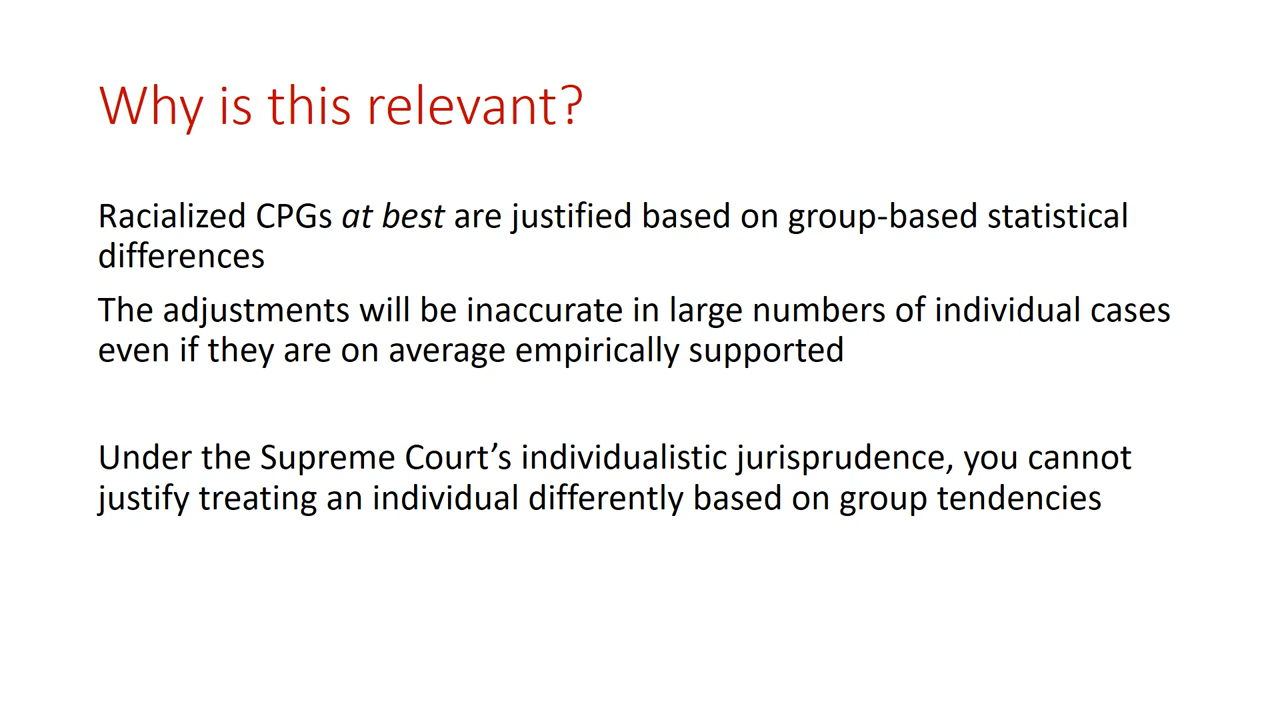 Why is this relevant?
Racialized CPGs at best are justified based on group-based statistical
differences
The adjustments will be inaccurate in large numbers of individual cases
even if they are on average empirically supported
Under the Supreme Court’s individualistic jurisprudence, you cannot
justify treating an individual differently based on group tendencies